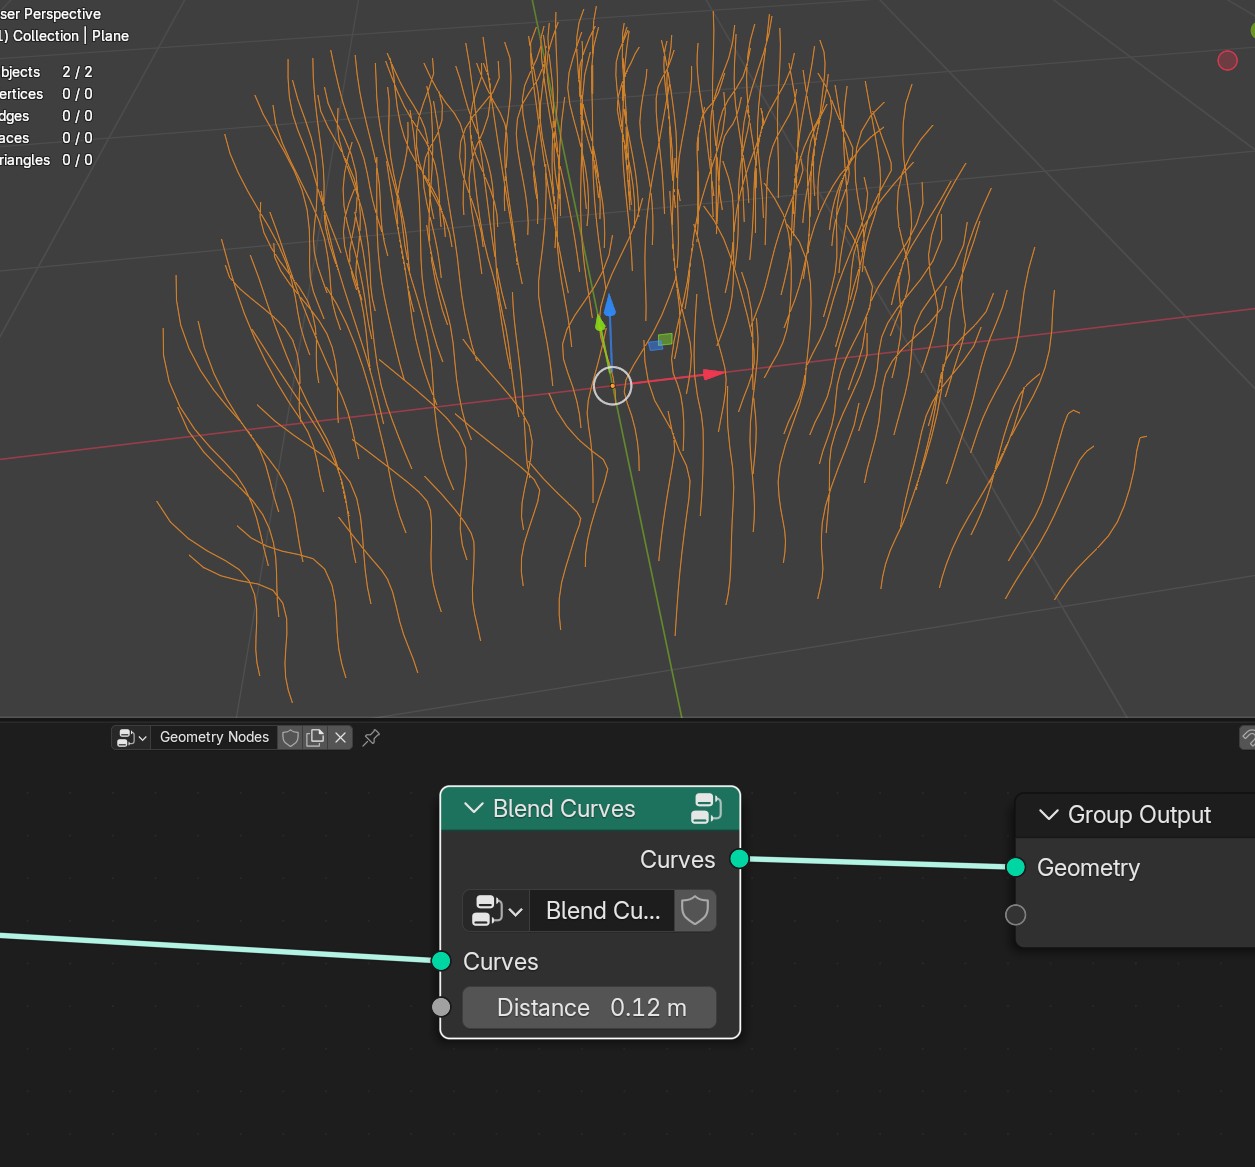 ser Perspective
1) Collection | Plane
bjects 2 / 2
ertices 0 / 0
dges 0 / 0
aces 0 / 0
riangles 0 / 0
Geometry Nodes
Blend Curves
Curves
Blend Cu...
Curves
Distance 0.12 m
Group Output
Geometry